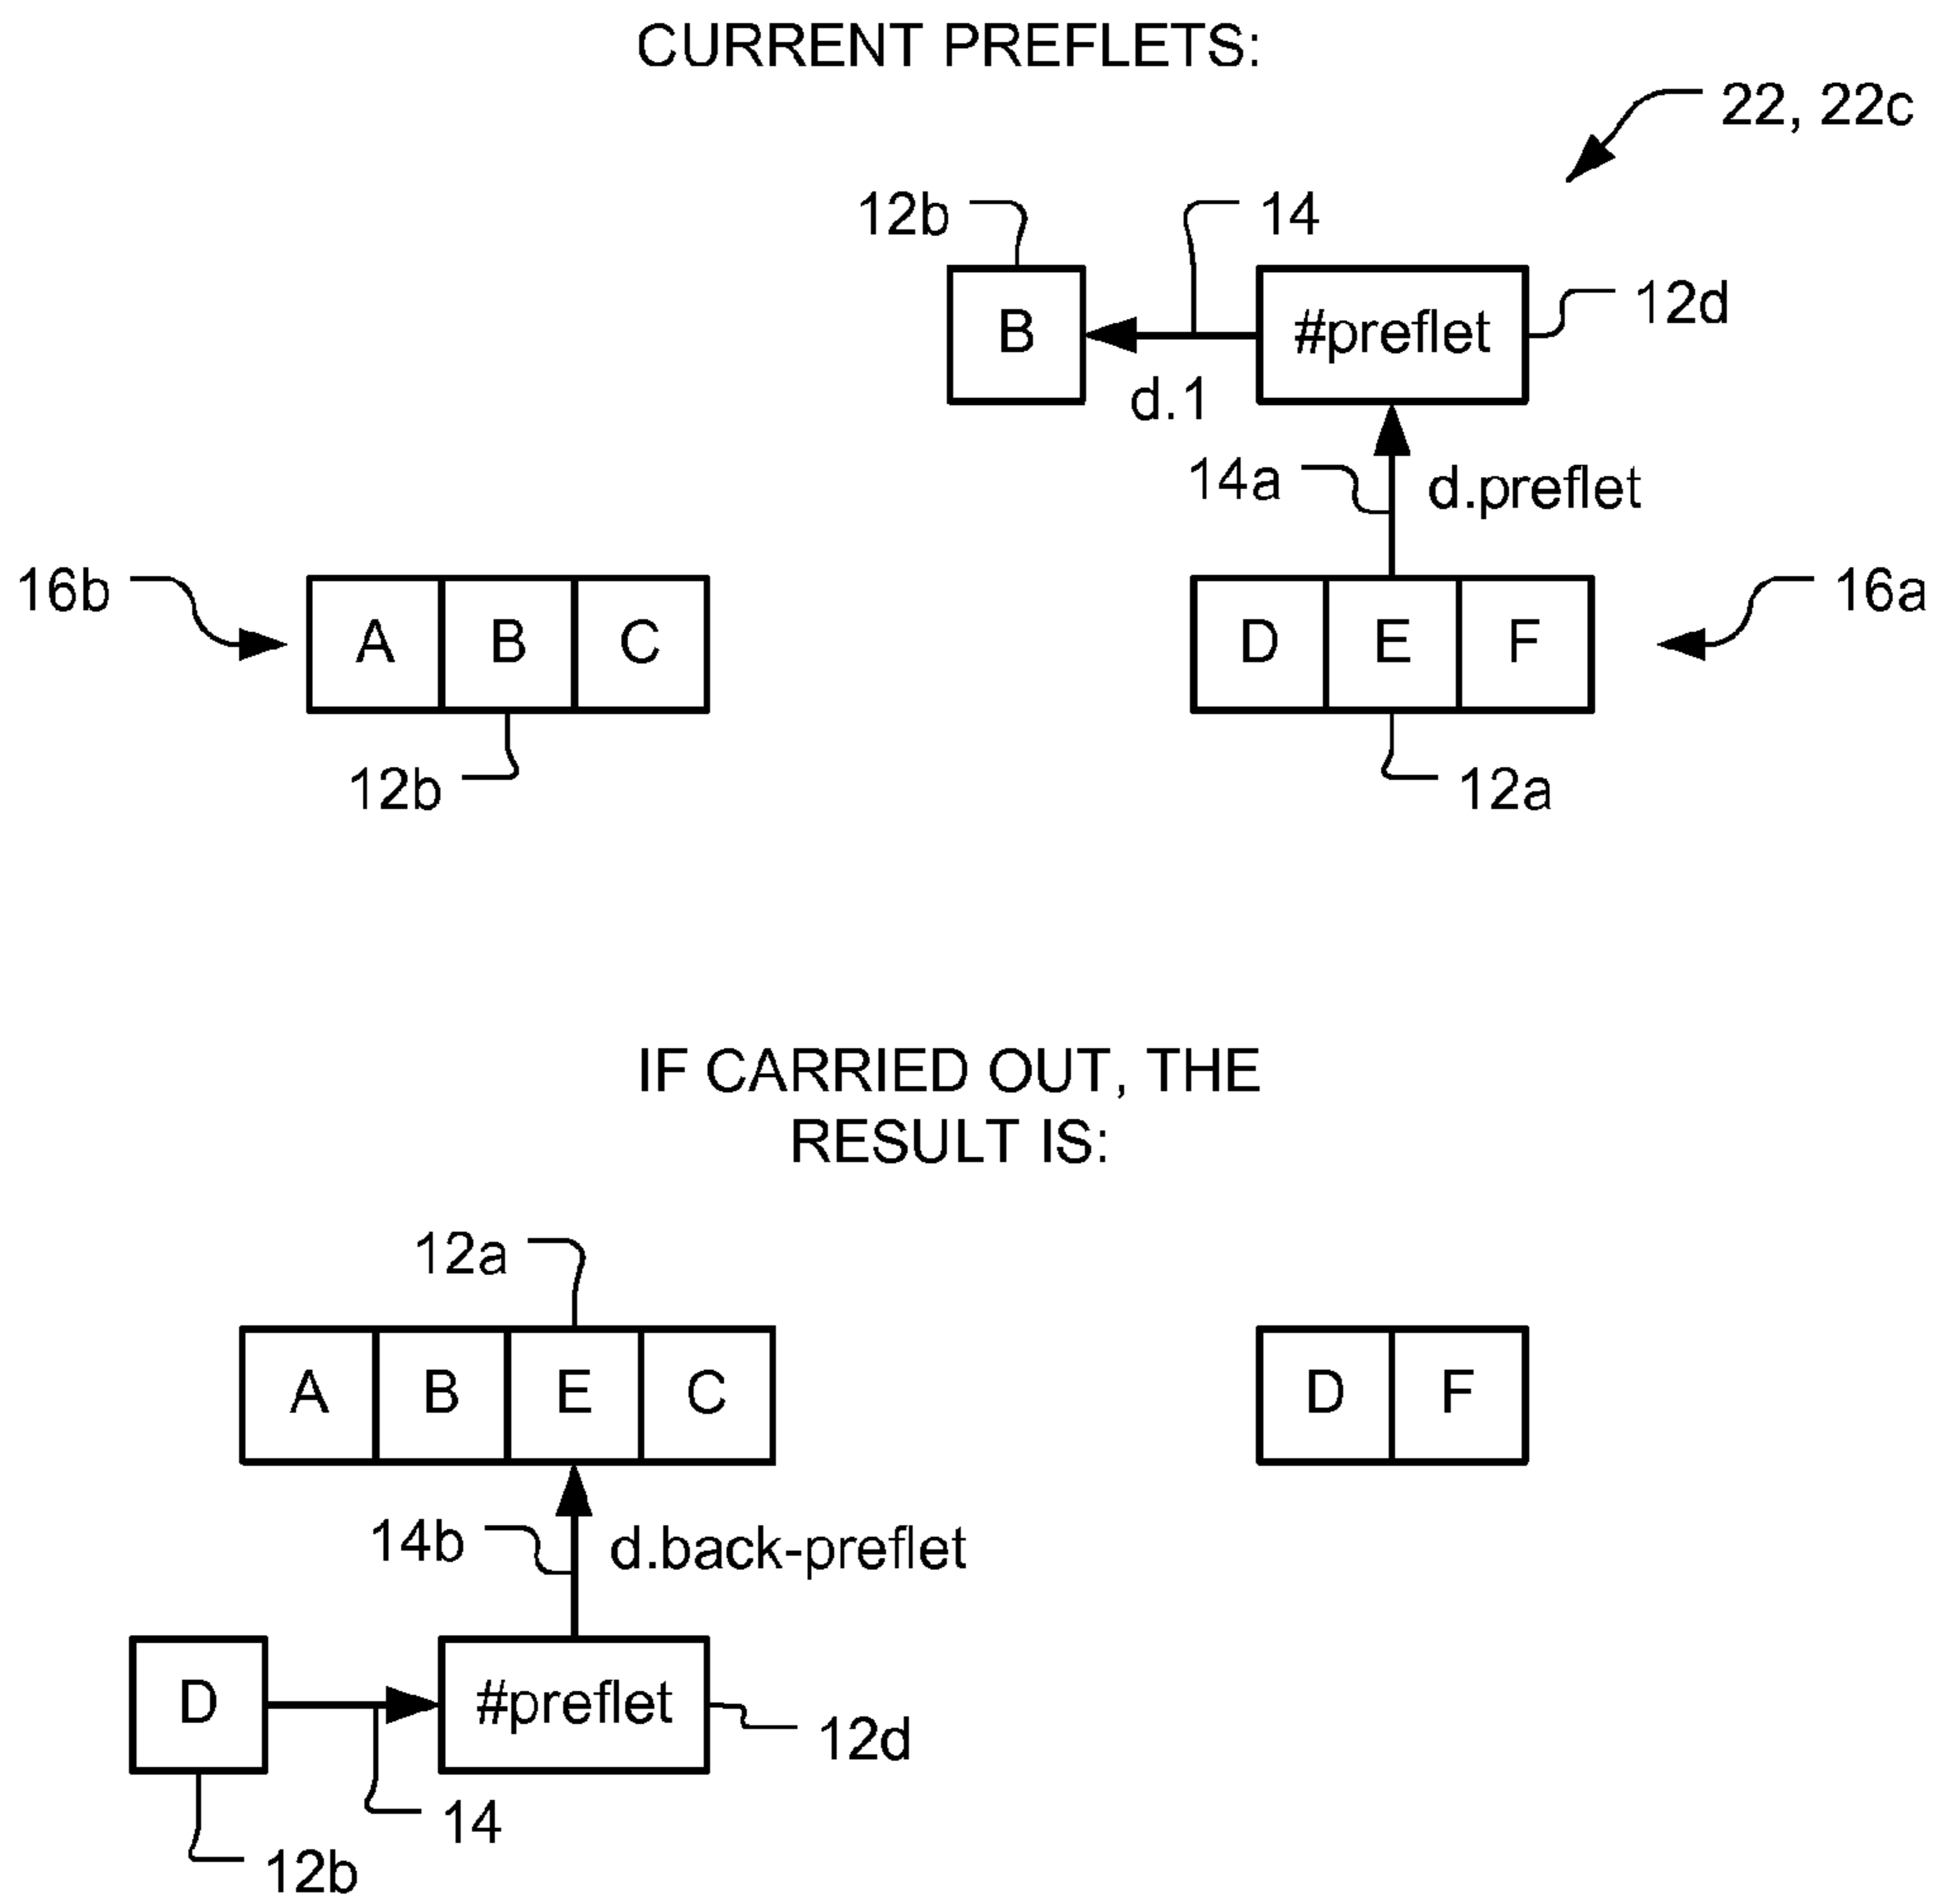 CURRENT PREFLETS:
22, 22c
12b 14
B #preflet 12d
d.1
14a d.preflet
16b A B C D E F 16a
12b 12a
IF CARRIED OUT, THE
RESULT IS:
12a
A B E C D F
14b d.back-preflet
D #preflet 12d
14
12b